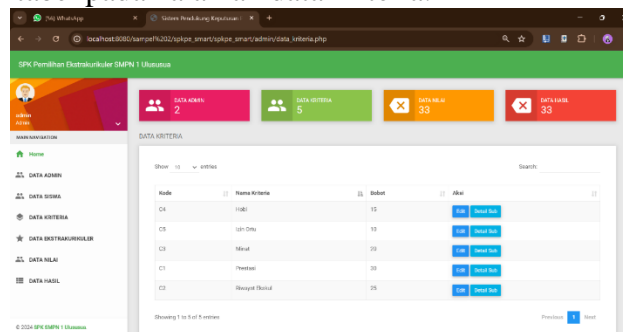 (96) WhatsApp
Sistem Pendukung Keputusan |
localhost:8080/sampel%202/spkpe_smart/spkpe_smart/admin/data_kriteria.php
SPK Pemilihan Ekstrakurikuler SMPN 1 Ulususua
DATA ADMIN
2
DATA KRITERIA
5
DATA NILAI
33
DATA HASIL
33
admin
Admin
MAIN NAVIGATION
Home
DATA ADMIN
DATA SISWA
DATA KRITERIA
DATA EKSTRAKURIKULER
DATA NILAI
DATA HASIL
© 2024 SPK SMPN 1 Ulususua.
DATA KRITERIA
Show 10 entries
Search:
Kode Nama Kriteria Bobot Aksi
C4 Hobi 15 Edit Detail Sub
C5 Izin Ortu 10 Edit Detail Sub
C3 Minat 20 Edit Detail Sub
C1 Prestasi Edit Detail Sub
C2 Riwayat Ekskul 25 Edit Detail Sub
Showing 1 to 5 of 5 entries
Previous 1 Next